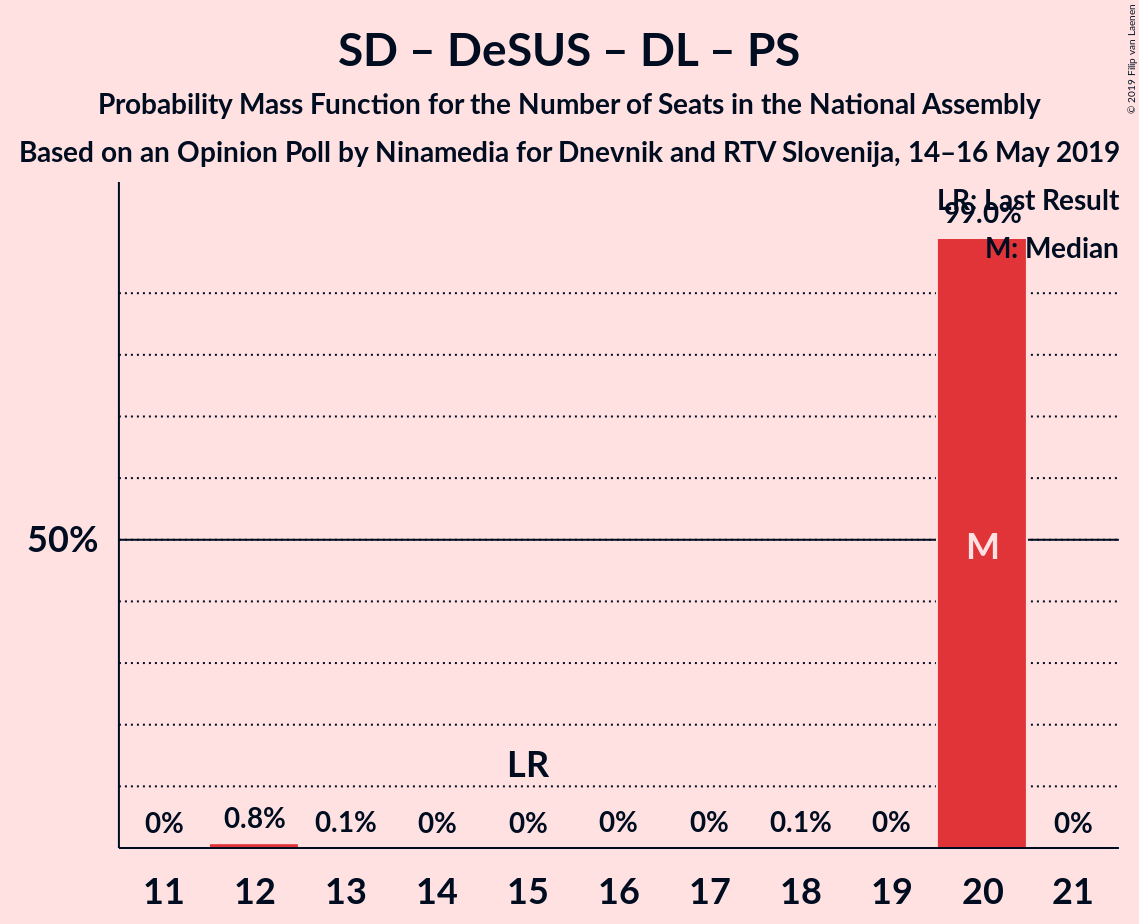 SD – DeSUS – DL – PS
Probability Mass Function for the Number of Seats in the National Assembly
Based on an Opinion Poll by Ninamedia for Dnevnik and RTV Slovenija, 14–16 May 2019
© 2019 Filip van Laenen
LR: Last Result
99.0%
M: Median
50%
M
LR
0% 0.8% 0.1% 0% 0% 0% 0% 0.1% 0% 0%
11 12 13 14 15 16 17 18 19 20 21